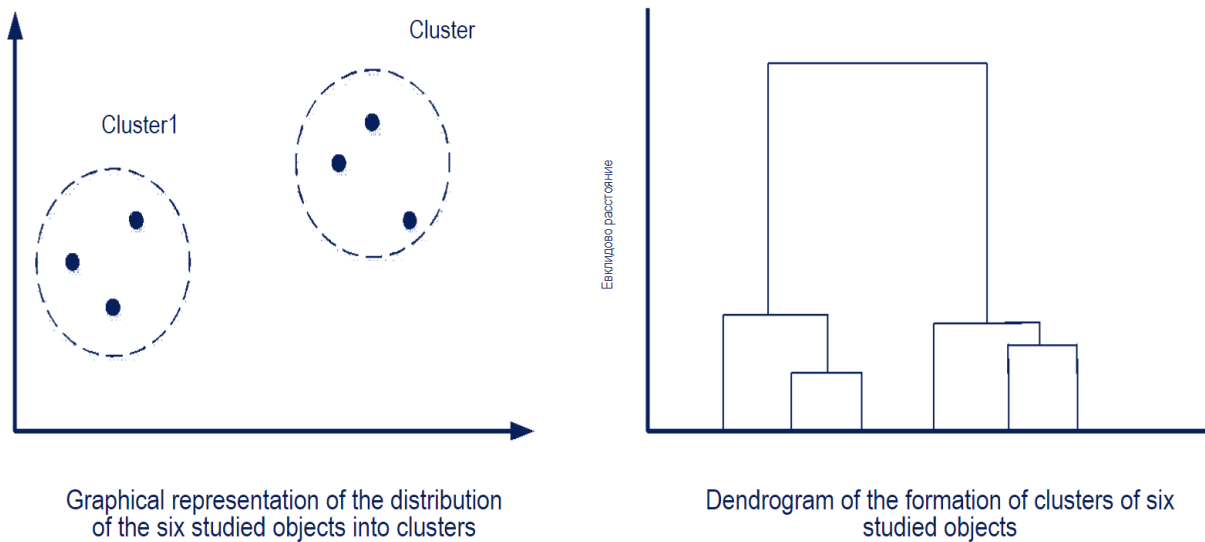 Cluster
Cluster1
Евклидово расстояние
Graphical representation of the distribution
of the six studied objects into clusters
Dendrogram of the formation of clusters of six
studied objects